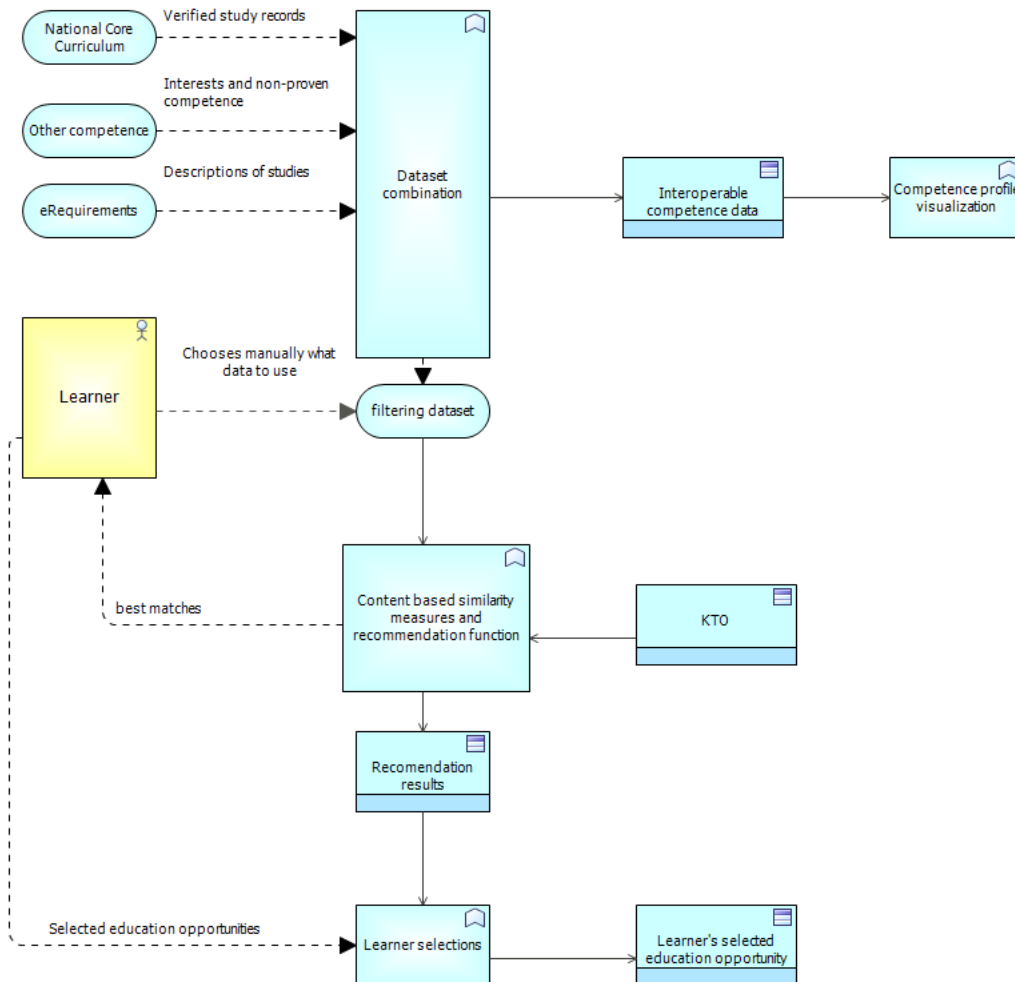 Verified study records
National Core
Curriculum
Interests and non-proven
competence
Other competence
Descriptions of studies
eRequirements
Dataset
combination
Interoperable
competence data
Competence profile
visualization
Chooses manually what
data to use
Learner
filtering dataset
best matches
Content based similarity
measures and
recommendation function
KTO
Recomendation
results
Selected education opportunities
Learner selections
Learner's selected
education opportunity